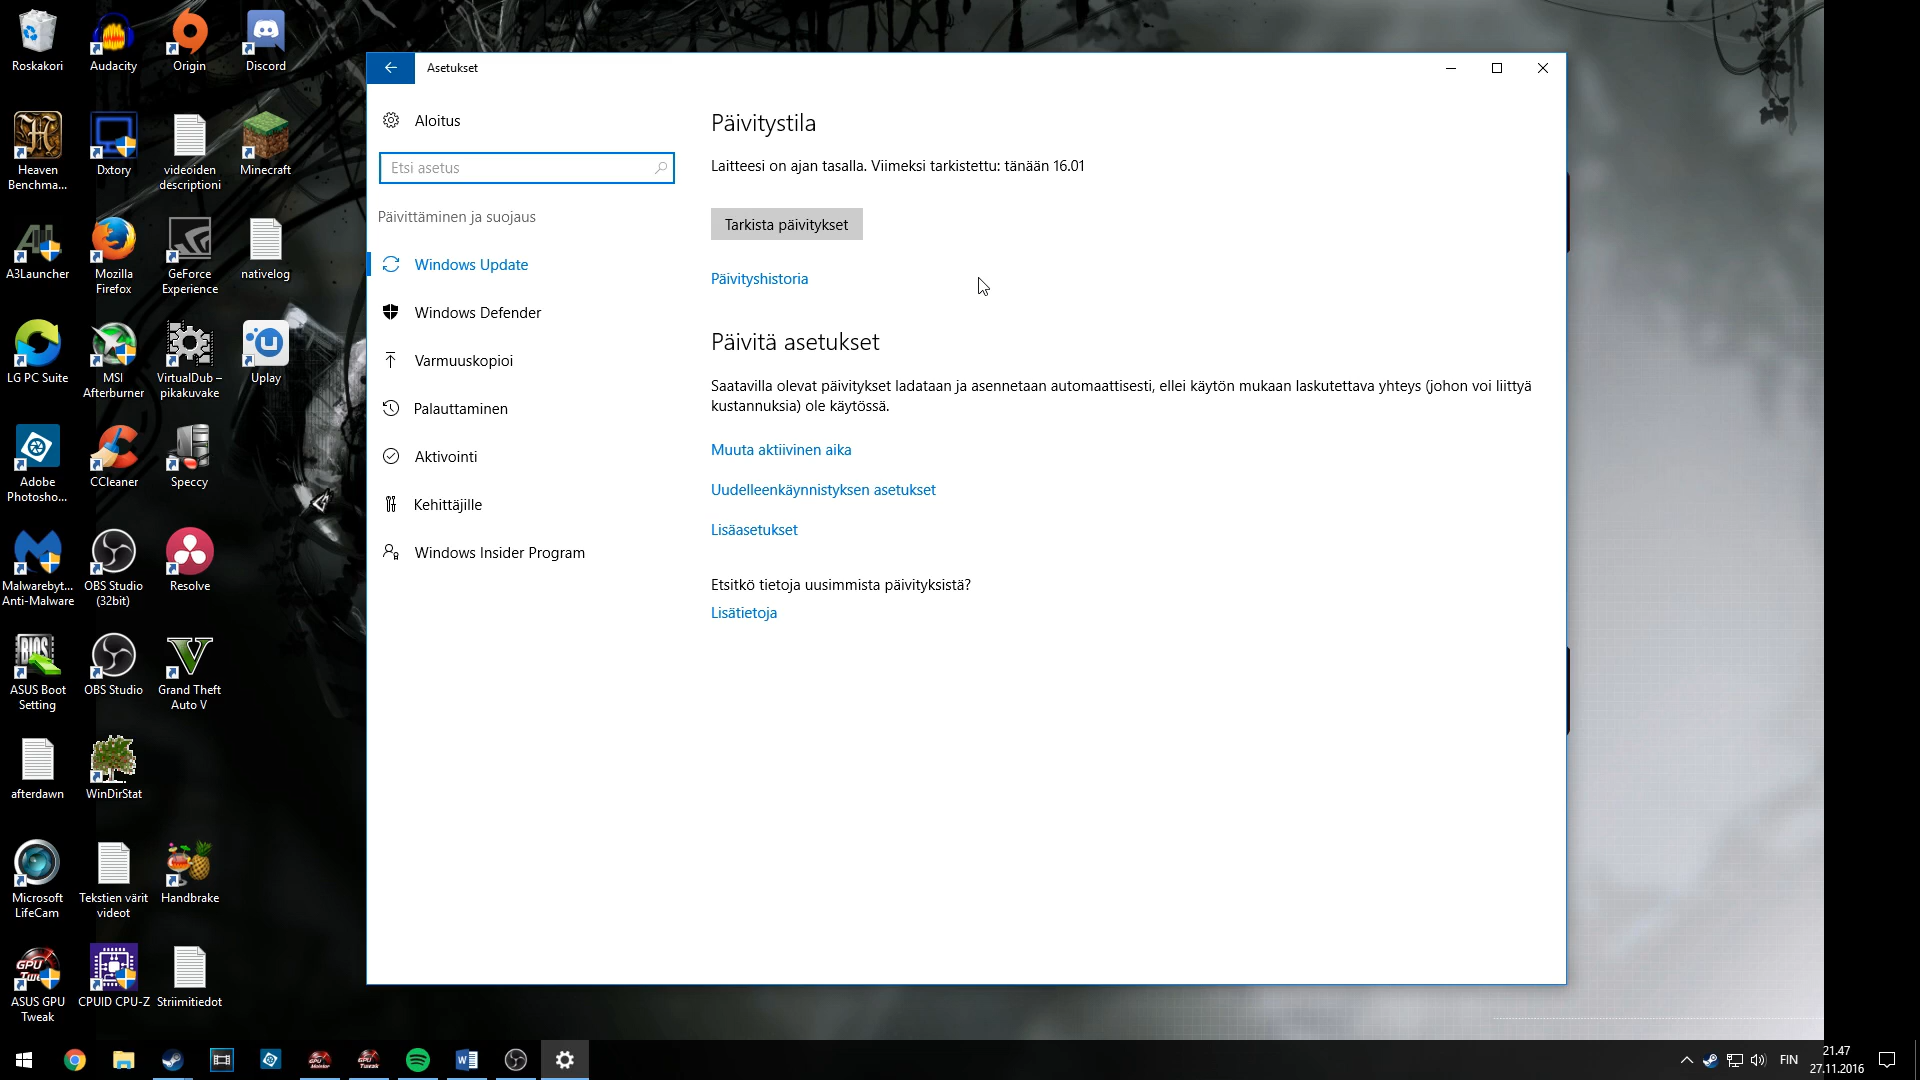 Roskakori
Audacity
Origin
Discord
Heaven
Benchma...
Dxtory
videoiden
descriptioni
Minecraft
A3Launcher
Mozilla
Firefox
GeForce
Experience
nativelog
LG PC Suite
MSI
Afterburner
VirtualDub –
pikakuvake
Uplay
Adobe
Photosho...
CCleaner
Speccy
Malwarebyt...
Anti-Malware
OBS Studio
(32bit)
Resolve
ASUS Boot
Setting
OBS Studio
Grand Theft
Auto V
afterdawn
WinDirStat
Microsoft
LifeCam
Tekstien värit
videot
Handbrake
ASUS GPU
Tweak
CPUID CPU-Z
Striimitiedot
Asetukset
Aloitus
Etsi asetus
Päivittäminen ja suojaus
Windows Update
Windows Defender
Varmuuskopioi
Palauttaminen
Aktivointi
Kehittäjille
Windows Insider Program
Päivitystila
Laitteesi on ajan tasalla. Viimeksi tarkistettu: tänään 16.01
Tarkista päivitykset
Päivityshistoria
Päivitä asetukset
Saatavilla olevat päivitykset ladataan ja asennetaan automaattisesti, ellei käytön mukaan laskutettava yhteys (johon voi liittyä
kustannuksia) ole käytössä.
Muuta aktiivinen aika
Uudelleenkäynnistyksen asetukset
Lisäasetukset
Etsitkö tietoja uusimmista päivityksistä?
Lisätietoja
FIN
21.47
27.11.2016